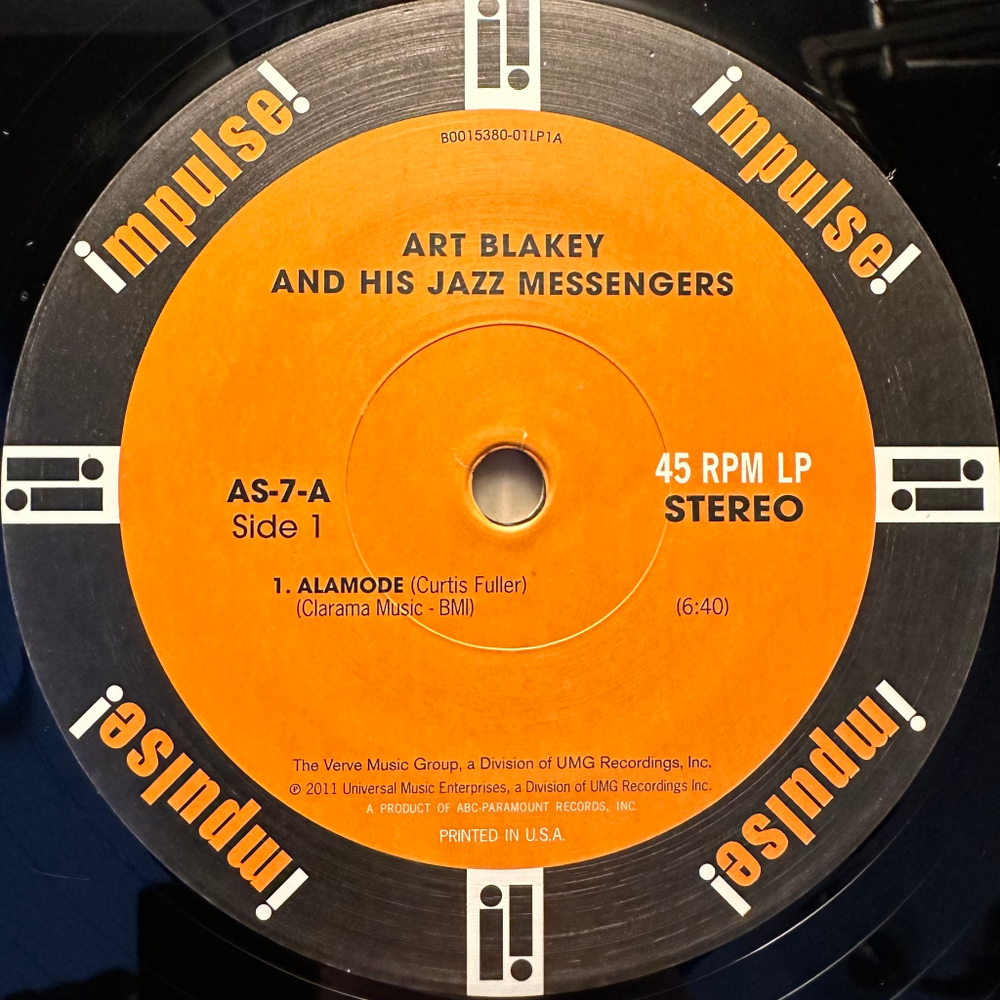 impulse!
impulse!
B0015380-01LP1A
ART BLAKEY
AND HIS JAZZ MESSENGERS
45 RPM LP
STEREO
AS-7-A
Side 1
1. ALAMODE (Curtis Fuller)
(Clarama Music - BMI) (6:40)
impulse!
impulse!
The Verve Music Group, a Division of UMG Recordings, Inc.
℗ 2011 Universal Music Enterprises, a Division of UMG Recordings Inc.
A PRODUCT OF ABC-PARAMOUNT RECORDS, INC.
PRINTED IN U.S.A.